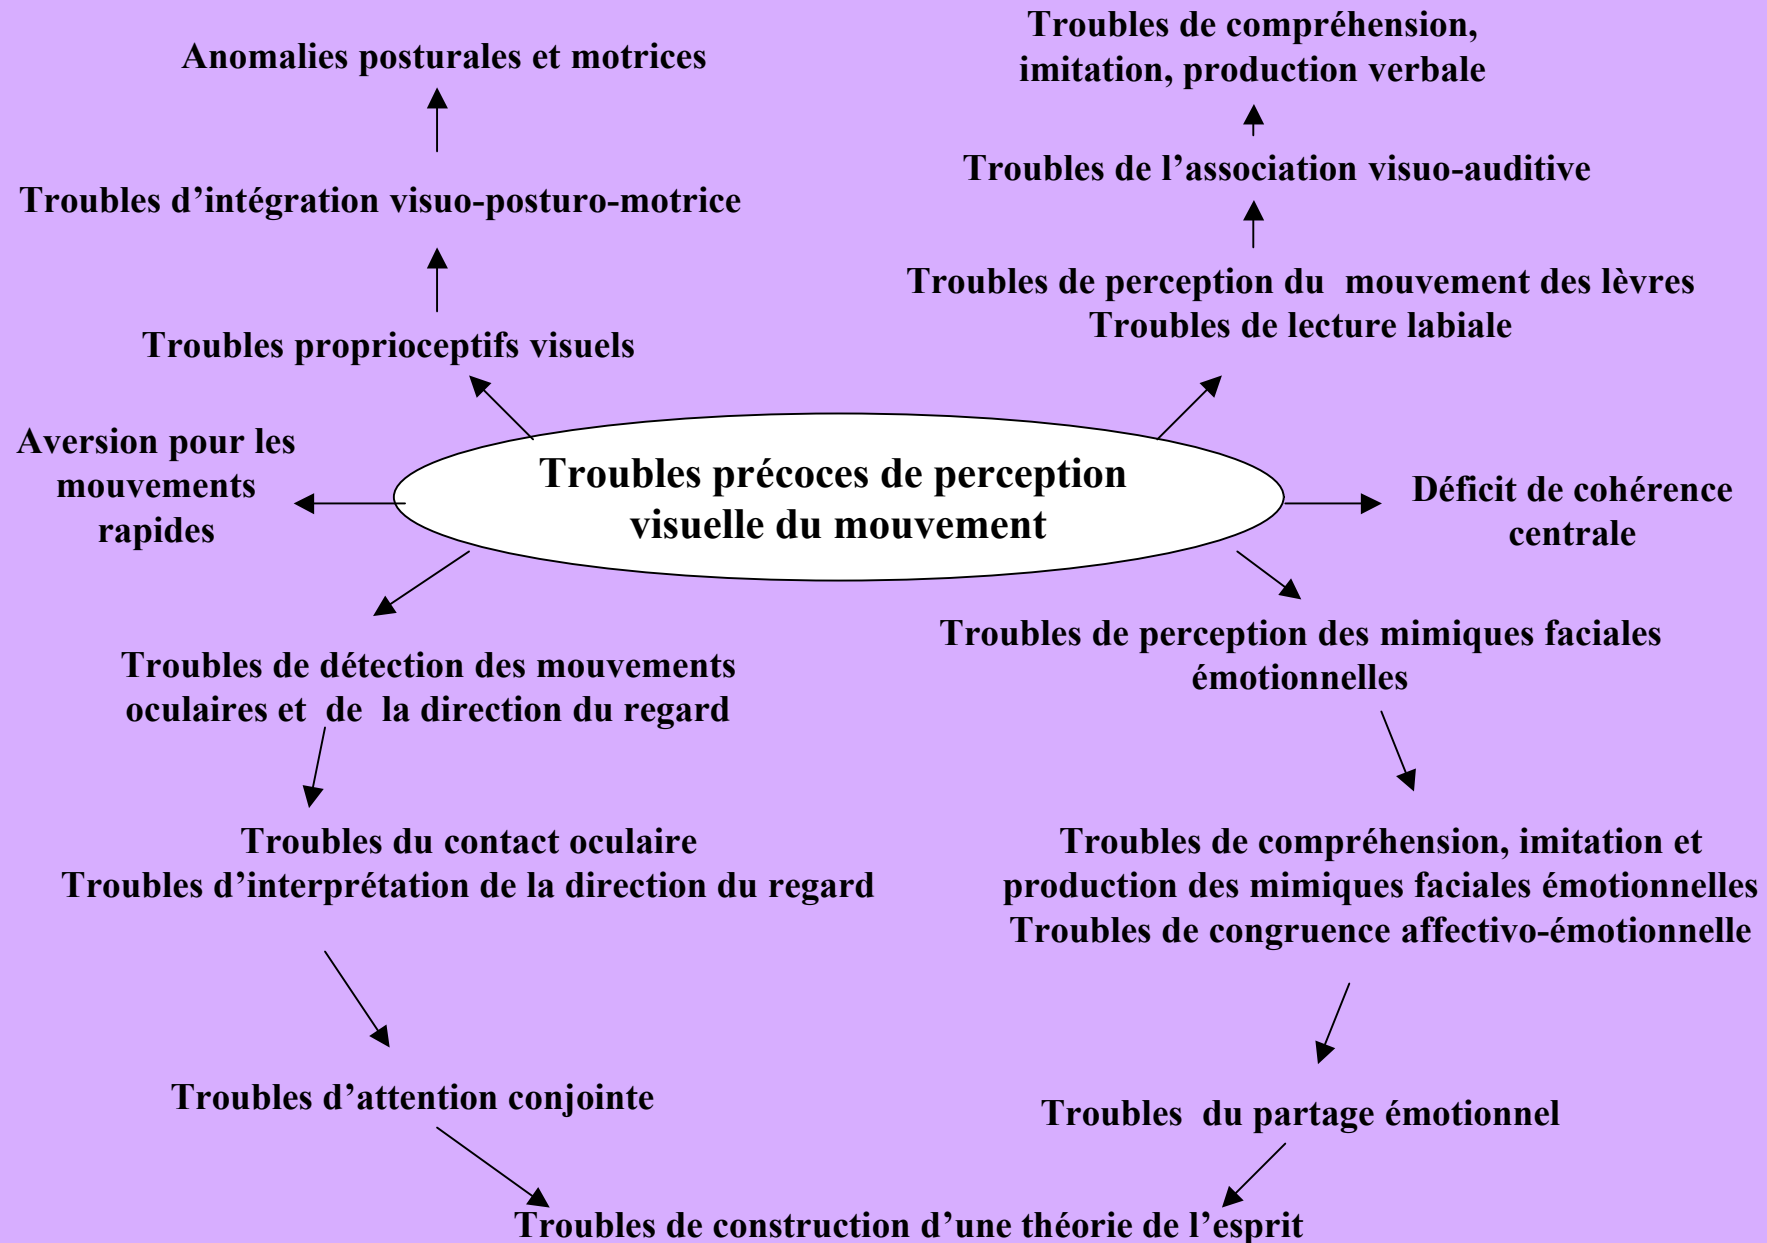 Anomalies posturales et motrices
Troubles d’intégration visuo-posturo-motrice
Troubles proprioceptifs visuels
Troubles de compréhension,
imitation, production verbale
Troubles de l’association visuo-auditive
Troubles de perception du mouvement des lèvres
Troubles de lecture labiale
Aversion pour les
mouvements
rapides
Troubles précoces de perception
visuelle du mouvement
Déficit de cohérence
centrale
Troubles de détection des mouvements
oculaires et de la direction du regard
Troubles du contact oculaire
Troubles d’interprétation de la direction du regard
Troubles d’attention conjointe
Troubles de perception des mimiques faciales
émotionnelles
Troubles de compréhension, imitation et
production des mimiques faciales émotionnelles
Troubles de congruence affectivo-émotionnelle
Troubles du partage émotionnel
Troubles de construction d’une théorie de l’esprit